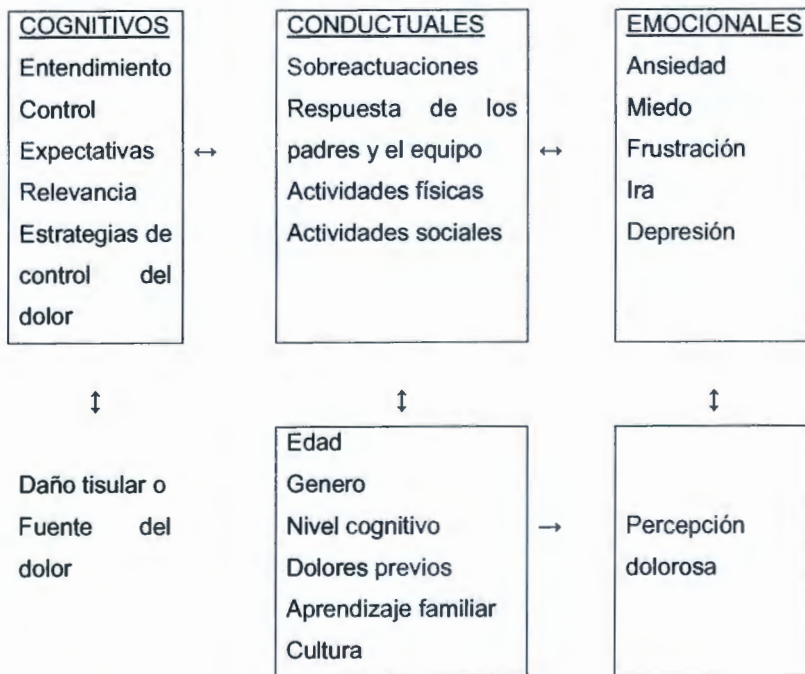 COGNITIVOS
Entendimiento
Control
Expectativas
Relevancia
Estrategias de
control del
dolor
↔
CONDUCTUALES
Sobreactuaciones
Respuesta de los
padres y el equipo
Actividades físicas
Actividades sociales
↔
EMOCIONALES
Ansiedad
Miedo
Frustración
Ira
Depresión
↕ ↕ ↕
Daño tisular o
Fuente del
dolor
Edad
Genero
Nivel cognitivo
Dolores previos
Aprendizaje familiar
Cultura
→
Percepción
dolorosa